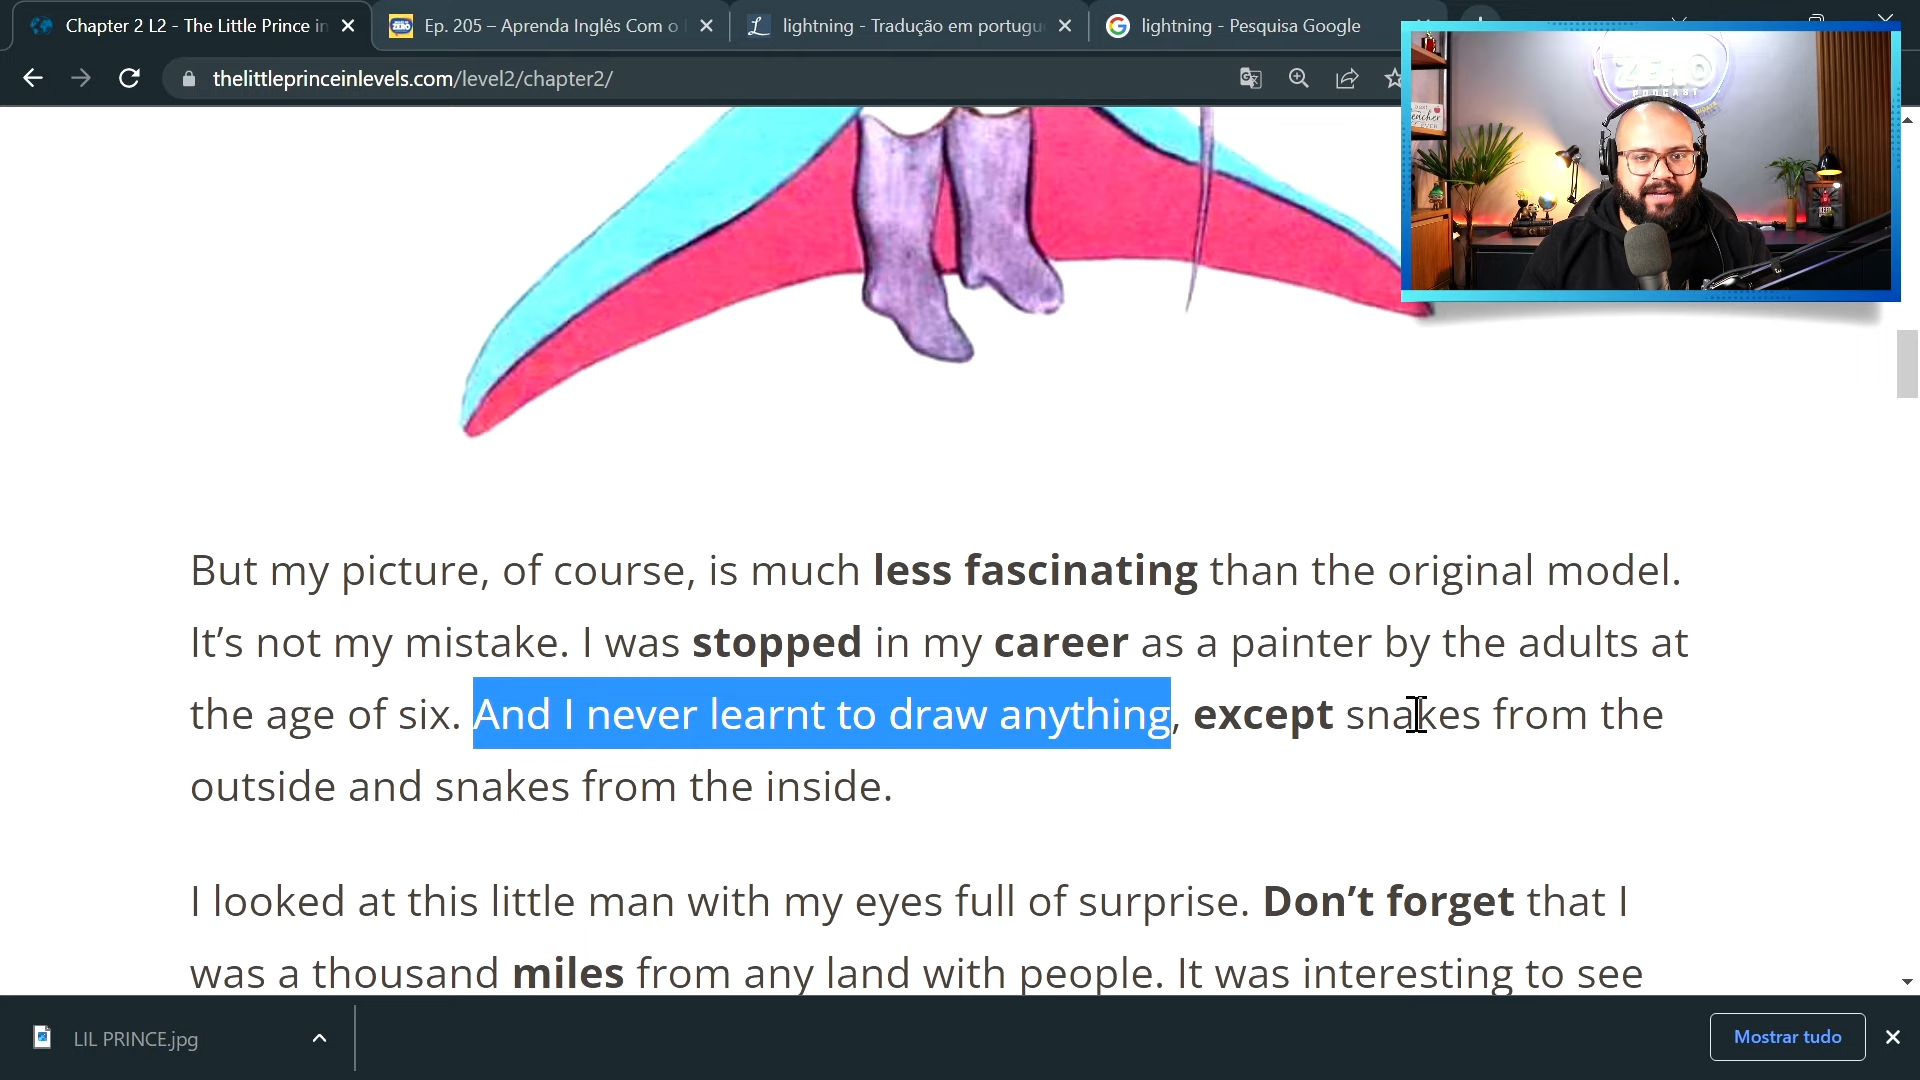 Chapter 2 L2 - The Little Prince in
Ep. 205 – Aprenda Inglês Com o
lightning - Tradução em portugu
lightning - Pesquisa Google
thelittleprinceinlevels.com/level2/chapter2/
ZERO
PODCAST
But my picture, of course, is much less fascinating than the original model.
It’s not my mistake. I was stopped in my career as a painter by the adults at
the age of six. And I never learnt to draw anything, except snakes from the
outside and snakes from the inside.
I looked at this little man with my eyes full of surprise. Don’t forget that I
was a thousand miles from any land with people. It was interesting to see
LIL PRINCE.jpg
Mostrar tudo